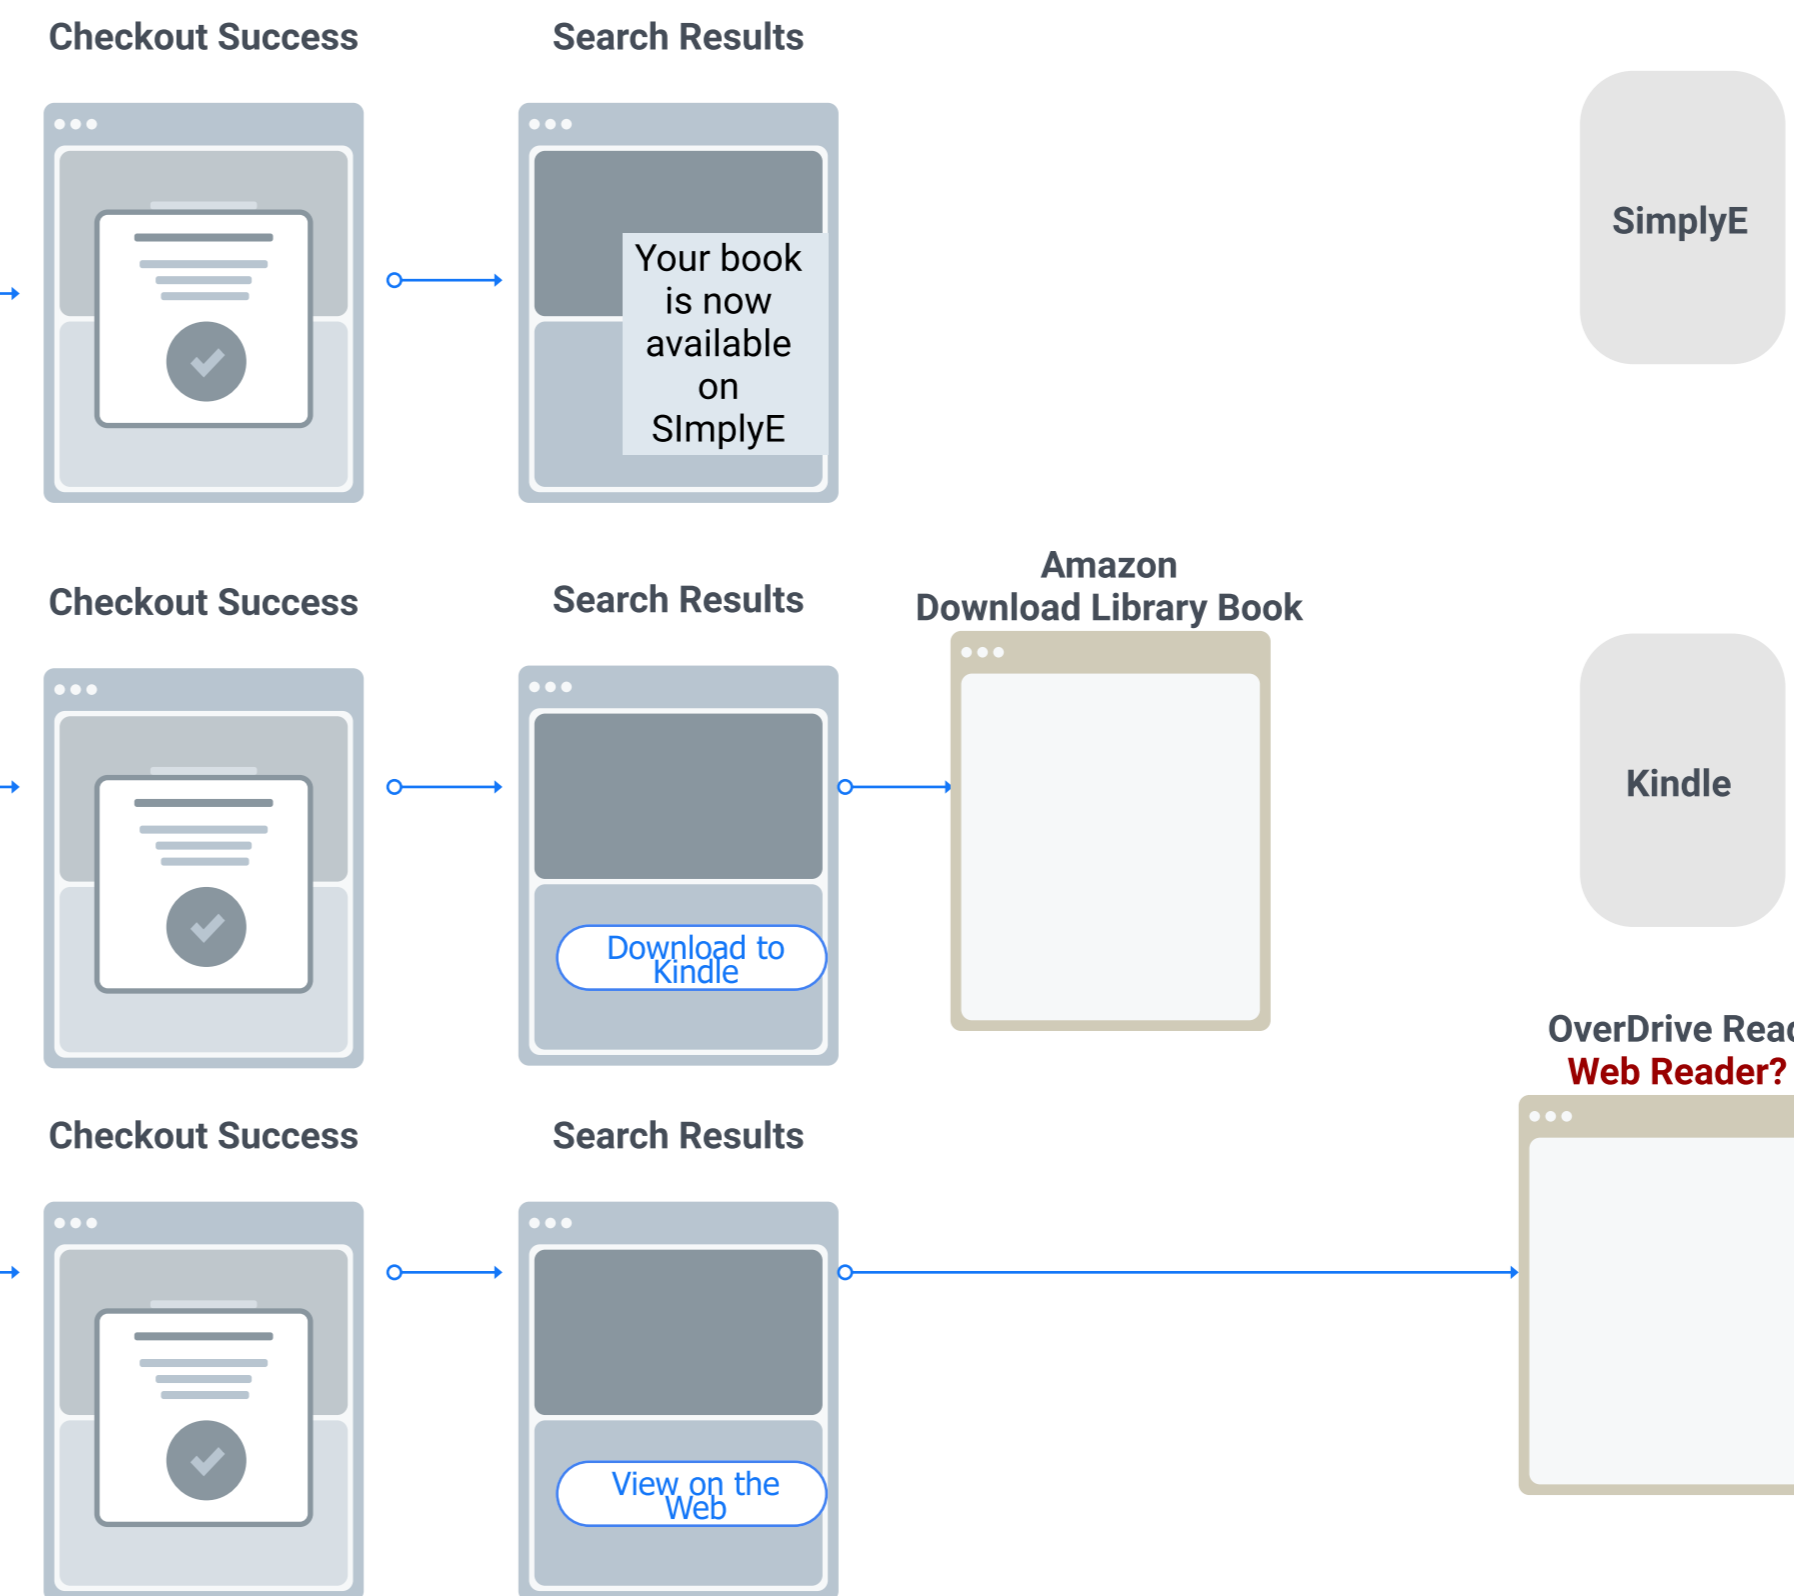 Checkout Success
Search Results
Your book
is now
available
on
SImplyE
SimplyE
Checkout Success
Search Results
Amazon
Download Library Book
Download to
Kindle
Kindle
OverDrive
Web Reader?
Checkout Success
Search Results
View on the
Web